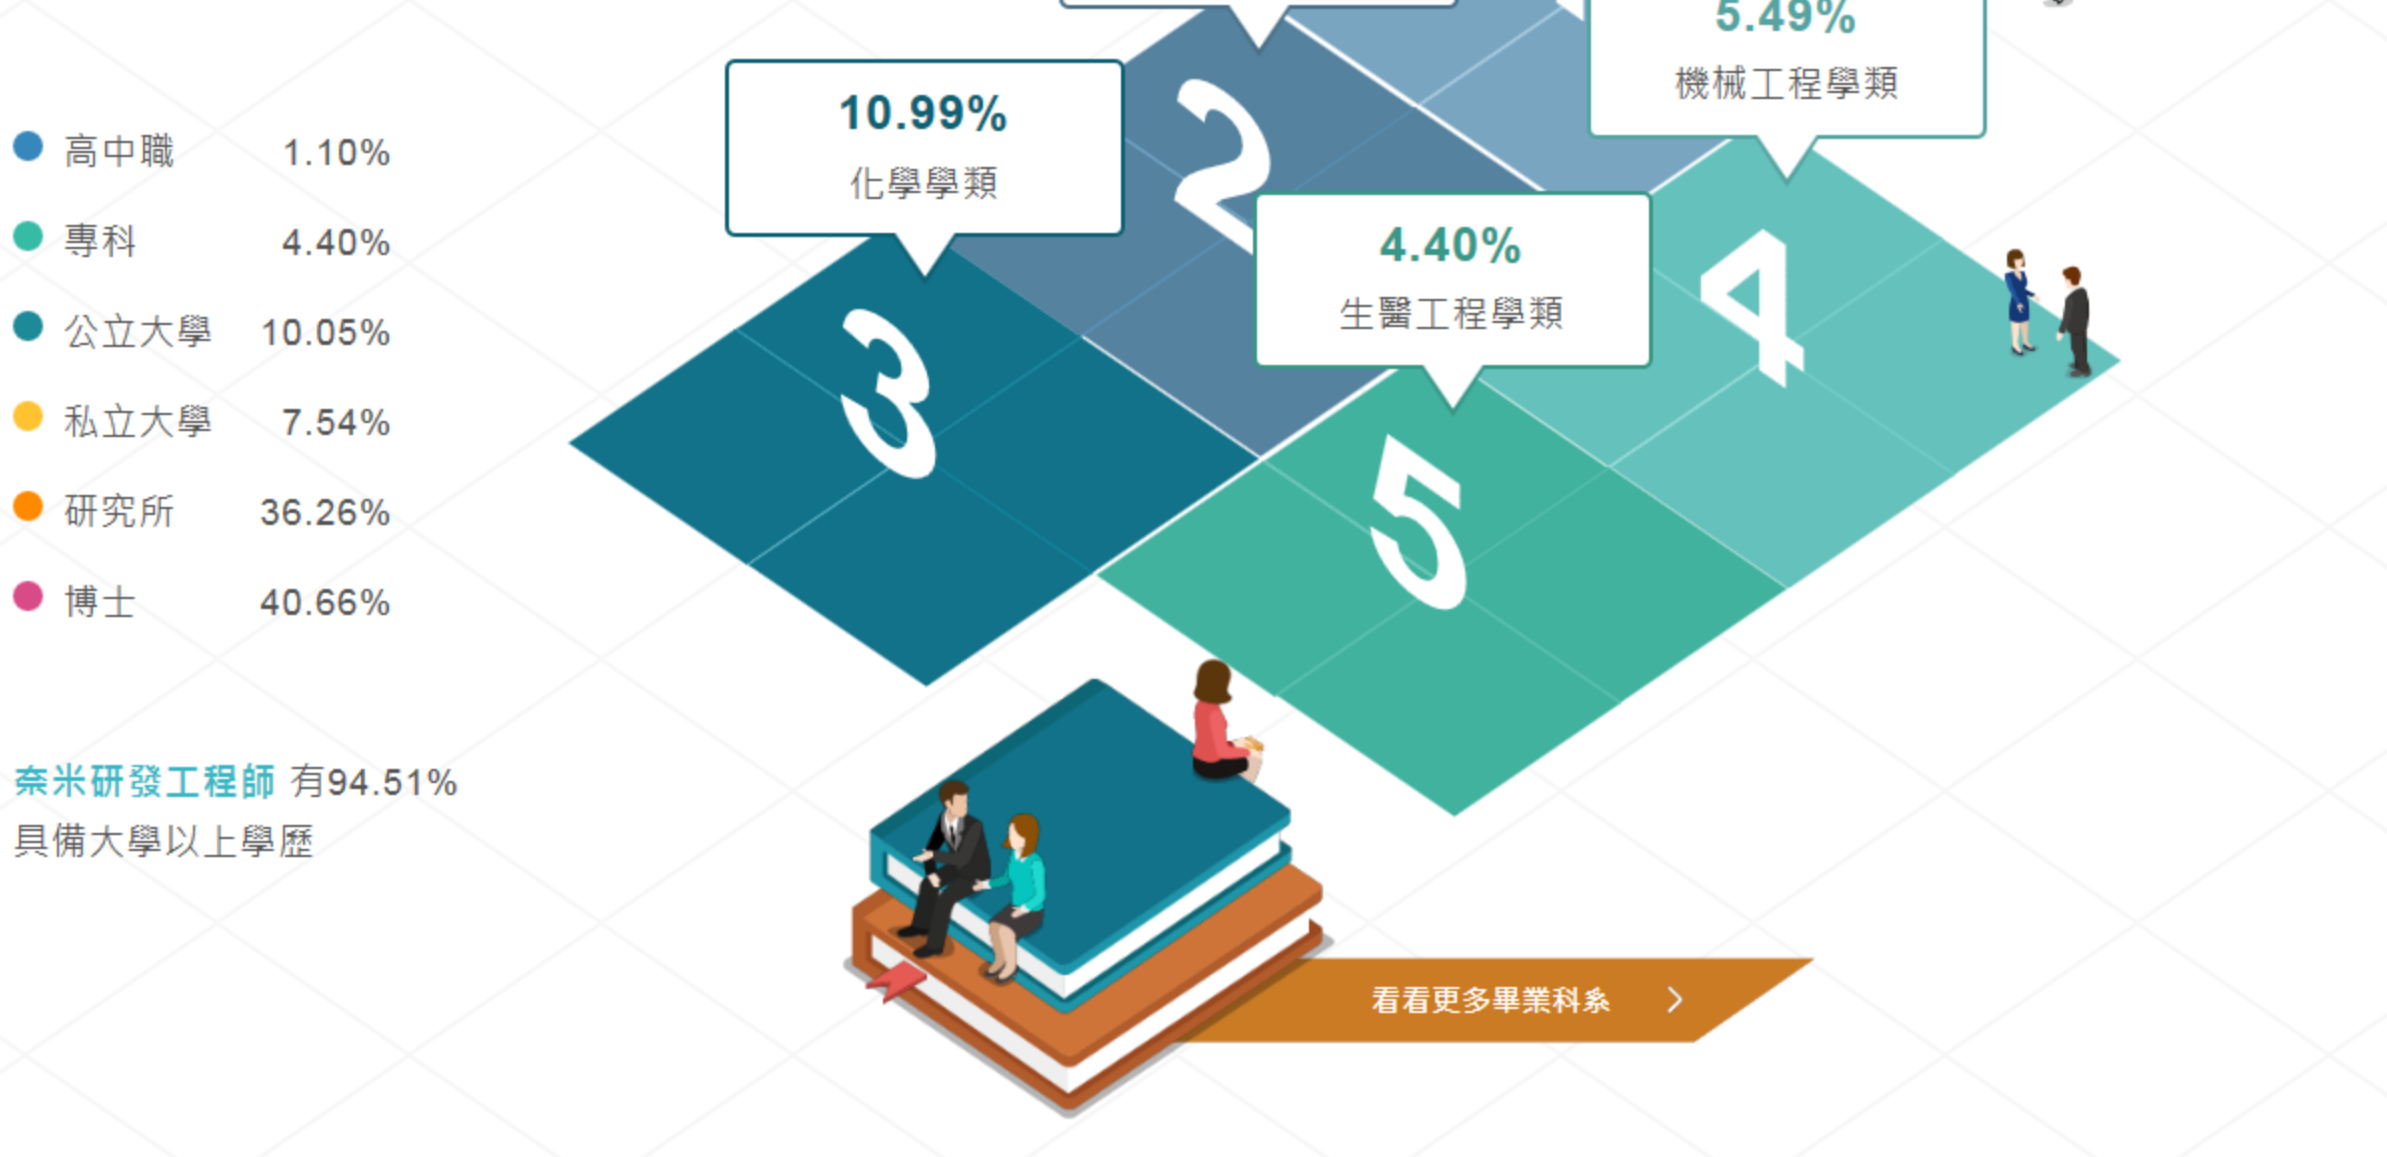 高中職 1.10%
專科 4.40%
公立大學 10.05%
私立大學 7.54%
研究所 36.26%
博士 40.66%
奈米研發工程師 有94.51%
具備大學以上學歷
2
10.99%
化學學類
3
5.49%
機械工程學類
4
4.40%
生醫工程學類
5
看看更多畢業科系